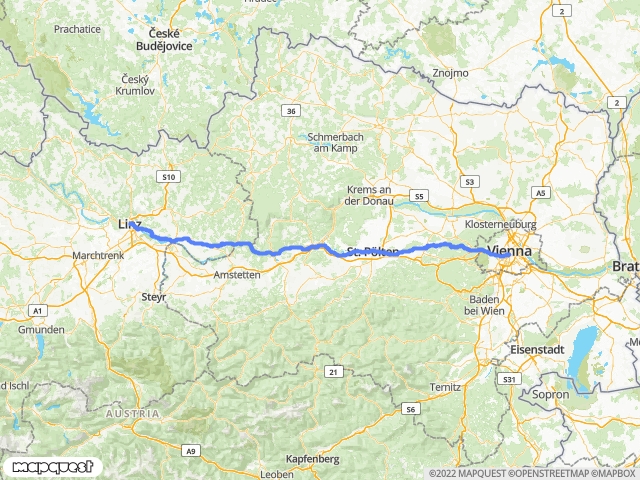 Prachatice
České
Budějovice
2
Znojmo
Český
Krumlov
36
2
Schmerbach
am Kamp
S10
S3
A5
Krems an
der Donau
S5
Klosterneuburg
Linz
Marchtrenk
St. Pölten
Vienna
Amstetten
Brat
Steyr
Baden
bei Wien
A1
Gmunden
Eisenstadt
21
S31
d Ischl
Ternitz
Sopron
AUSTRIA
S6
A9
Kapfenberg
Leoben
mapquest
©2022 MAPQUEST ©OPENSTREETMAP ©MAPBOX